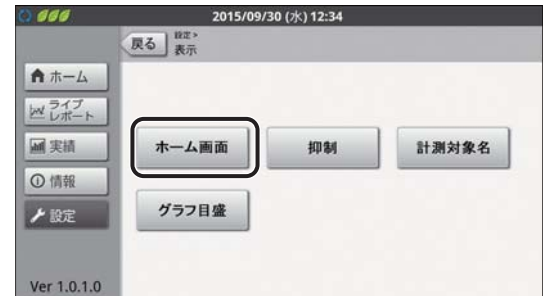 2015/09/30 (水) 12:34
戻る
設定>
表示
ホーム
ライブ
レポート
実績
情報
設定
ホーム画面
抑制
計測対象名
グラフ目盛
Ver 1.0.1.0